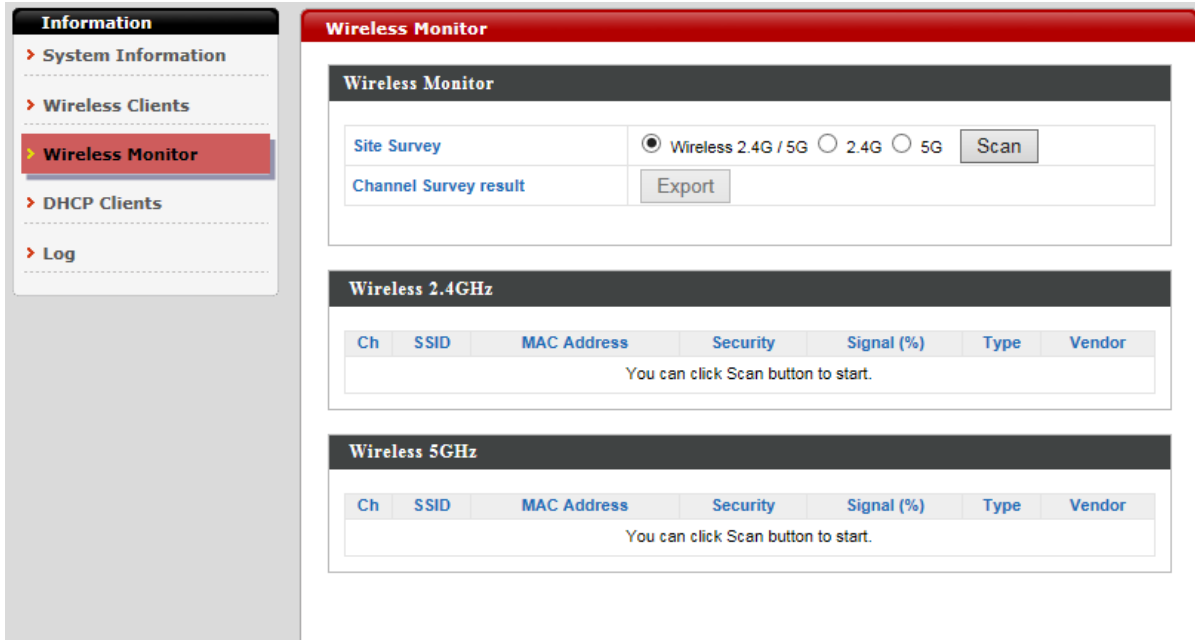 Information
System Information
Wireless Clients
Wireless Monitor
DHCP Clients
Log
Wireless Monitor
Wireless Monitor
Site Survey Wireless 2.4G / 5G 2.4G 5G Scan
Channel Survey result Export
Wireless 2.4GHz
Ch SSID MAC Address Security Signal (%) Type Vendor
You can click Scan button to start.
Wireless 5GHz
Ch SSID MAC Address Security Signal (%) Type Vendor
You can click Scan button to start.